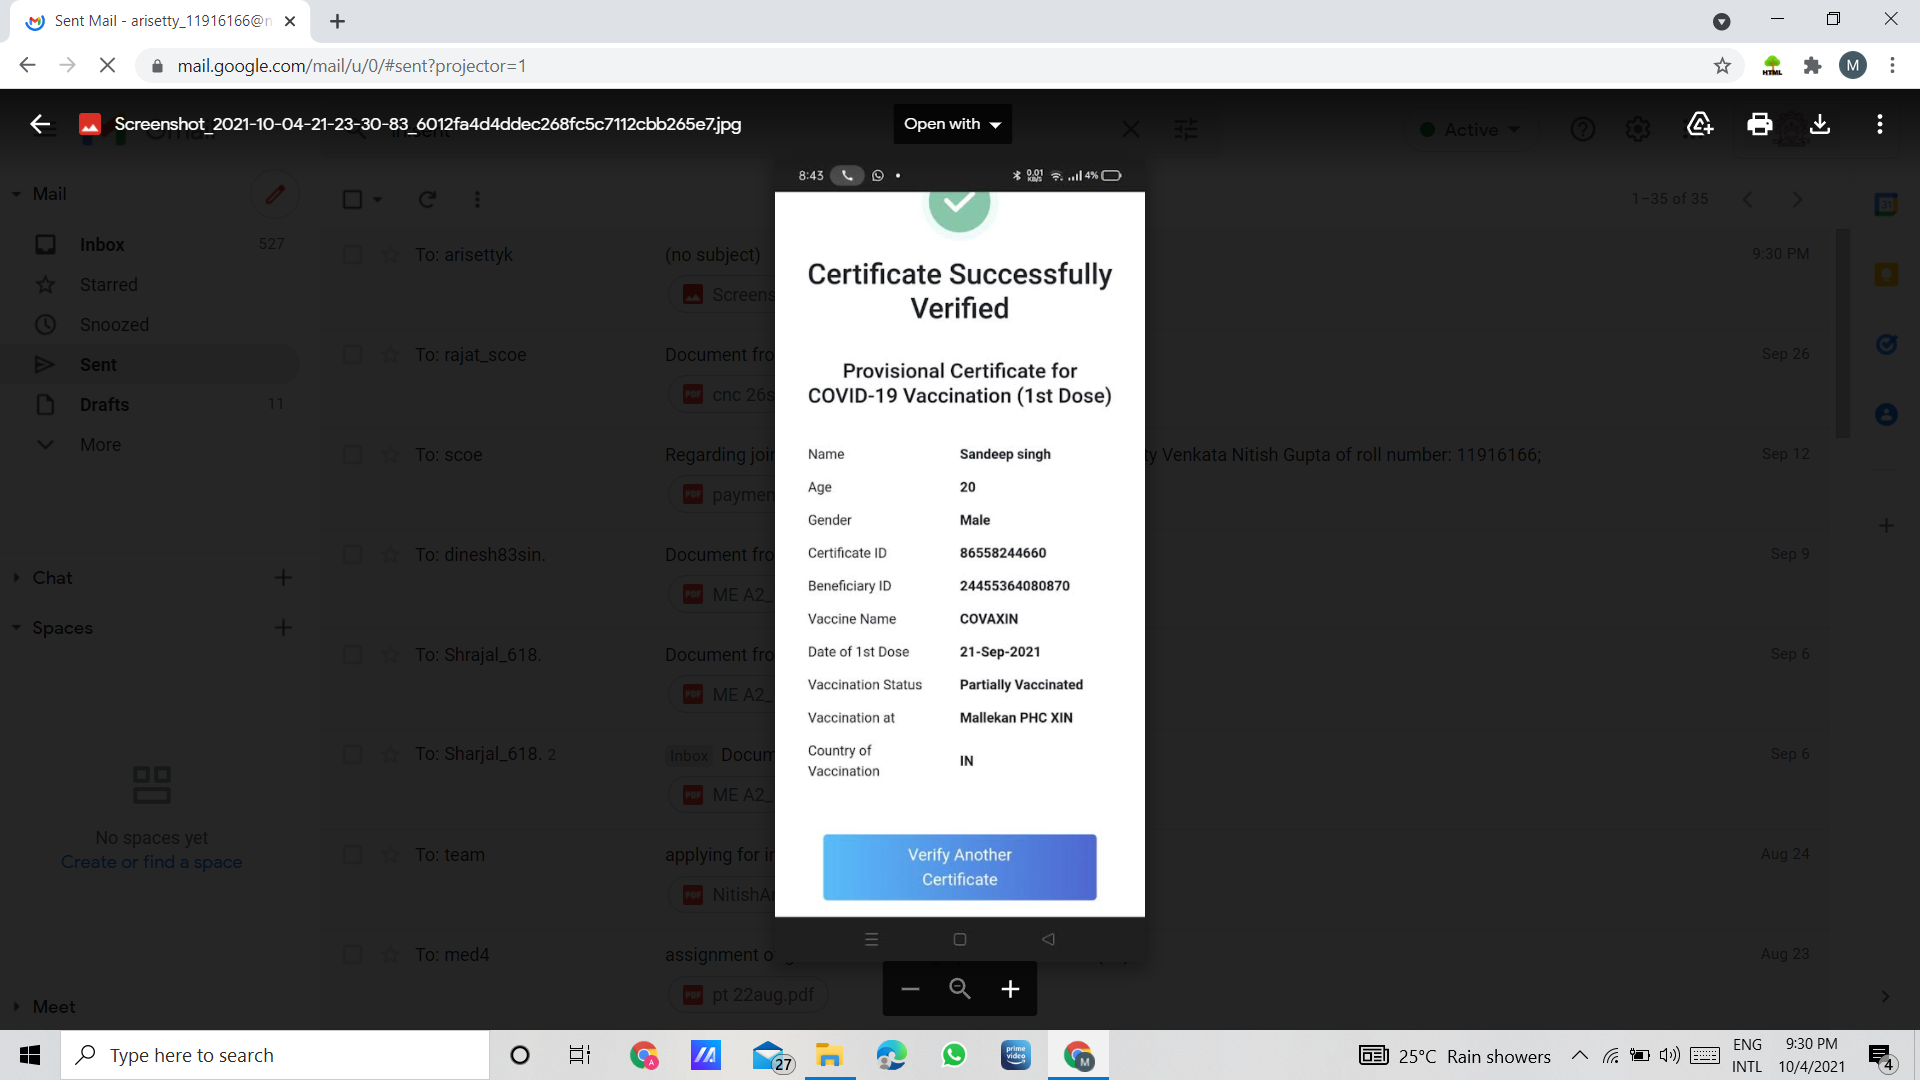 Sent Mail - arisetty_11916166@n
mail.google.com/mail/u/0/#sent?projector=1
M
Screenshot_2021-10-04-21-23-30-83_6012fa4d4ddec268fc5c7112cbb265e7.jpg
Open with
Active
8:43
0.01
KB/S
4%
Mail
1–35 of 35
Inbox 527
Starred
Snoozed
Sent
Drafts 11
More
Chat
Spaces
No spaces yet
Create or find a space
Meet
To: arisettyk (no subject) 9:30 PM
Screens
To: rajat_scoe Document fro Sep 26
cnc 26s
To: scoe Regarding joi y Venkata Nitish Gupta of roll number: 11916166; Sep 12
paymen
To: dinesh83sin. Document fro Sep 9
ME A2_
To: Shrajal_618. Document fro Sep 6
ME A2_
To: Sharjal_618. 2 Inbox Docum Sep 6
ME A2_
To: team applying for in Aug 24
NitishA
To: med4 assignment o Aug 23
pt 22aug.pdf
Certificate Successfully
Verified
Provisional Certificate for
COVID-19 Vaccination (1st Dose)
Name Sandeep singh
Age 20
Gender Male
Certificate ID 86558244660
Beneficiary ID 24455364080870
Vaccine Name COVAXIN
Date of 1st Dose 21-Sep-2021
Vaccination Status Partially Vaccinated
Vaccination at Mallekan PHC XIN
Country of
Vaccination IN
Verify Another
Certificate
Type here to search
27
prime
video
25°C Rain showers
ENG
INTL
9:30 PM
10/4/2021
4